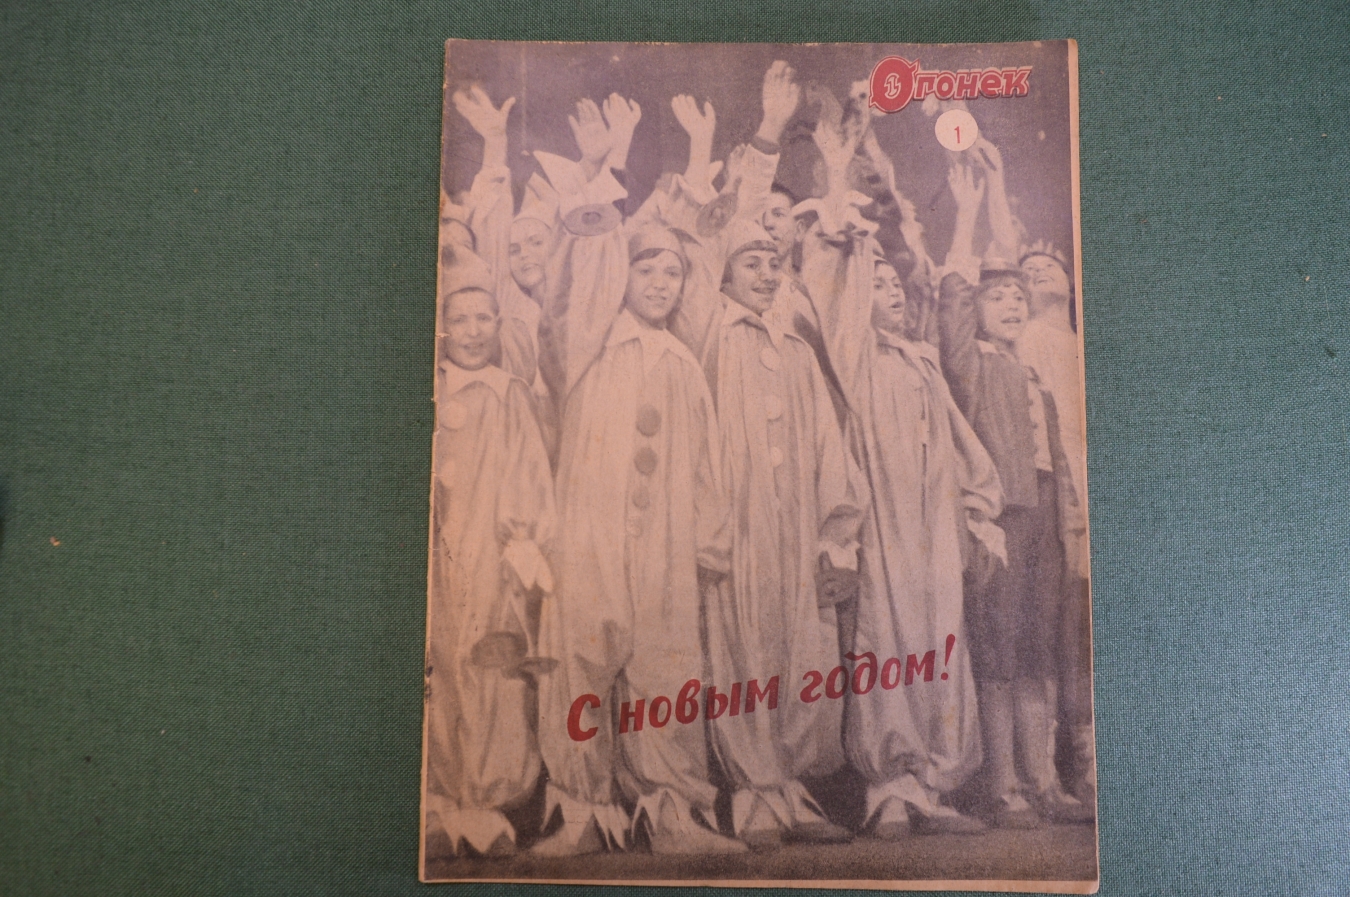 Огонек
1
С новым годом!